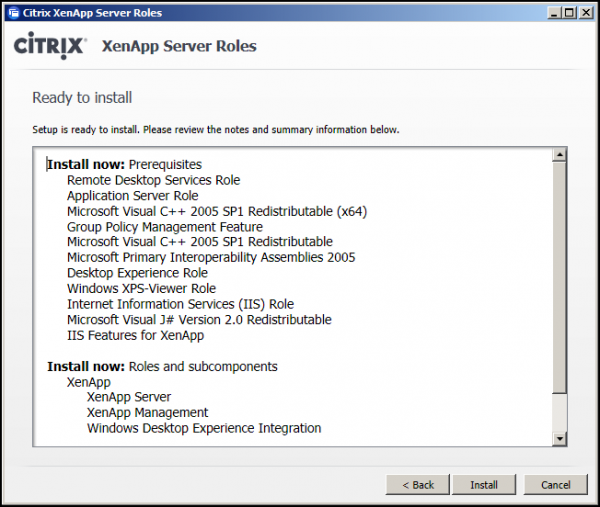 Citrix XenApp Server Roles
CİTRIX® XenApp Server Roles
Ready to install
Setup is ready to install. Please review the notes and summary information below.
Install now: Prerequisites
Remote Desktop Services Role
Application Server Role
Microsoft Visual C++ 2005 SP1 Redistributable (x64)
Group Policy Management Feature
Microsoft Visual C++ 2005 SP1 Redistributable
Microsoft Primary Interoperability Assemblies 2005
Desktop Experience Role
Windows XPS-Viewer Role
Internet Information Services (IIS) Role
Microsoft Visual J# Version 2.0 Redistributable
IIS Features for XenApp
Install now: Roles and subcomponents
XenApp
XenApp Server
XenApp Management
Windows Desktop Experience Integration
< Back Install Cancel